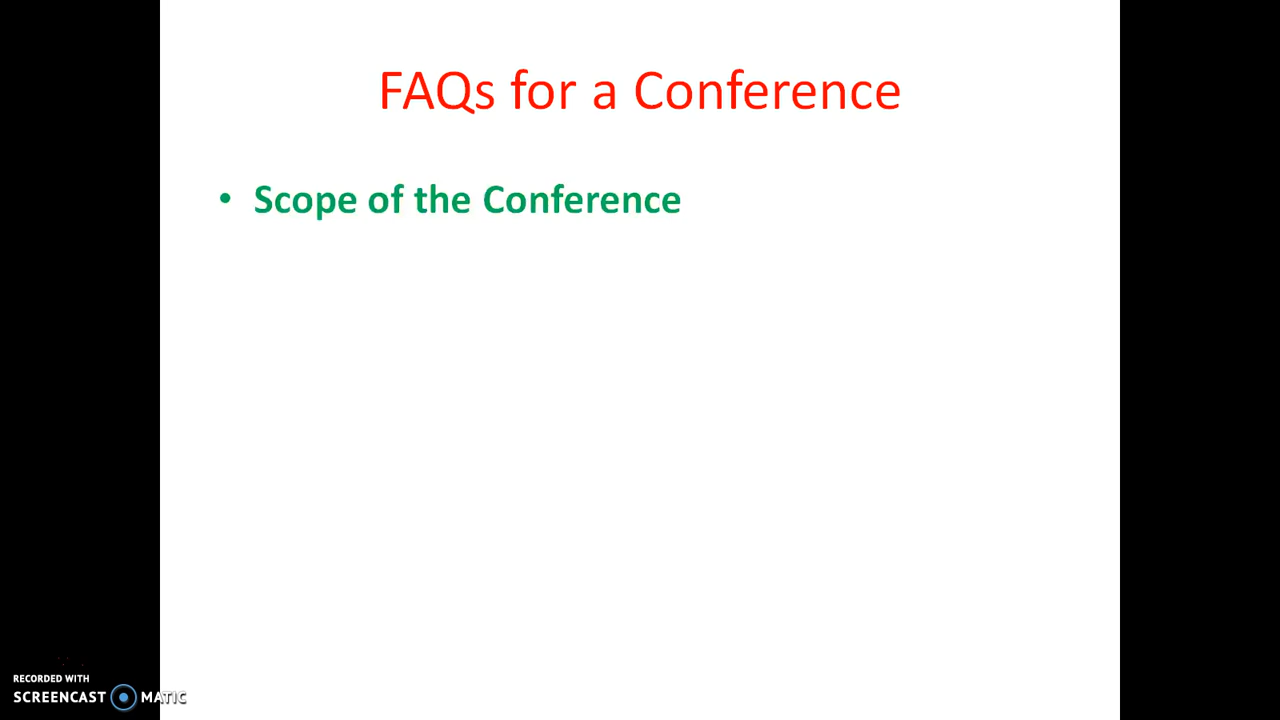 FAQs for a Conference
• Scope of the Conference
RECORDED WITH
SCREENCAST MATIC